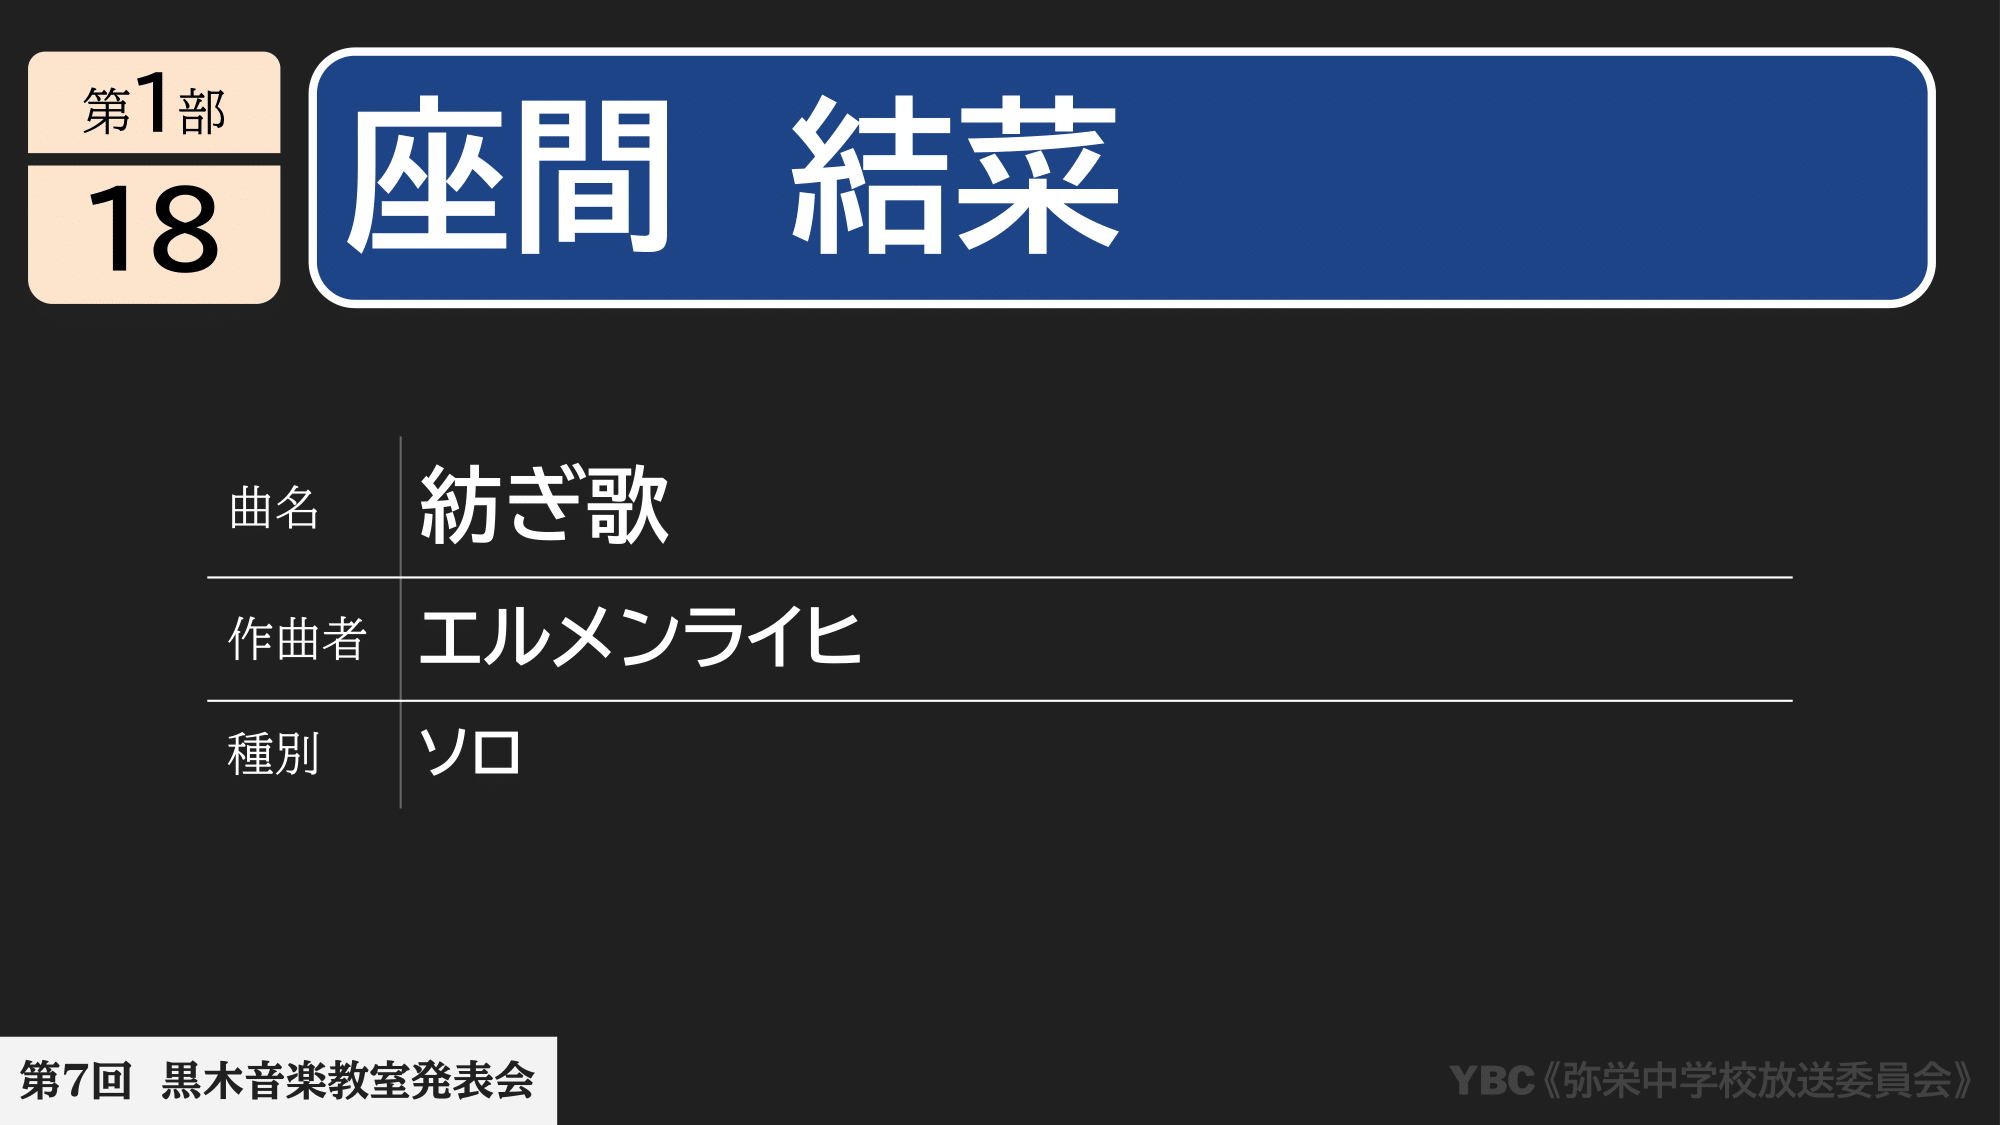 第1部
18
座間 結菜
曲名 紡ぎ歌
作曲者 エルメンライヒ
種別 ソロ
第7回 黒木音楽教室発表会
YBC《弥栄中学校放送委員会》